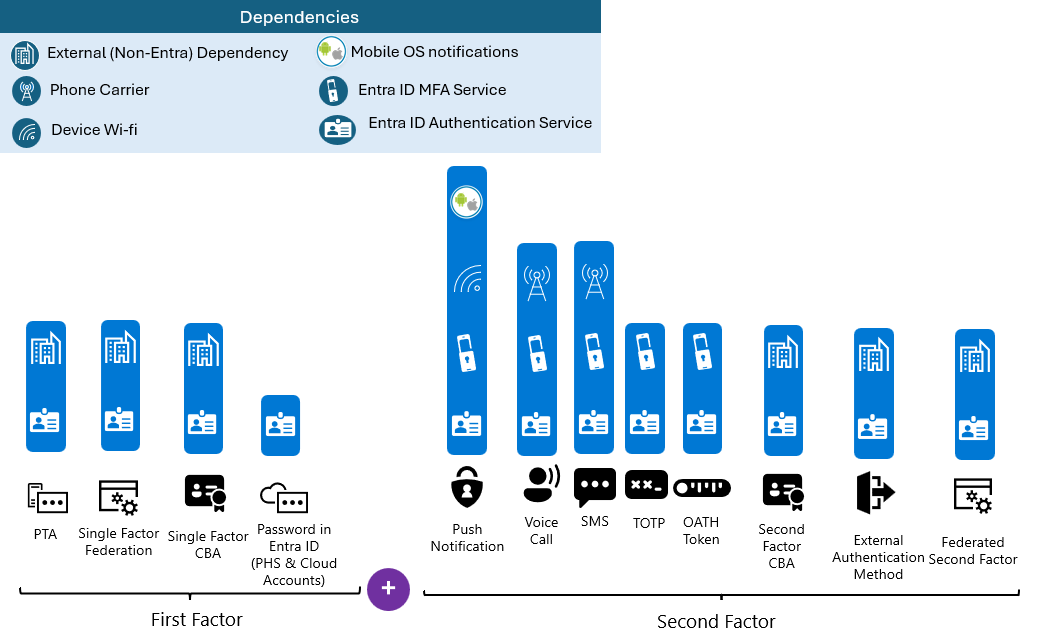 Dependencies
External (Non-Entra) Dependency
Mobile OS notifications
Phone Carrier
Entra ID MFA Service
Device Wi-fi
Entra ID Authentication Service
PTA
Single Factor
Federation
Single Factor
CBA
Password in
Entra ID
(PHS & Cloud
Accounts)
+
Push
Notification
Voice
Call
SMS
TOTP
OATH
Token
Second
Factor
CBA
External
Authentication
Method
Federated
Second Factor
First Factor
Second Factor